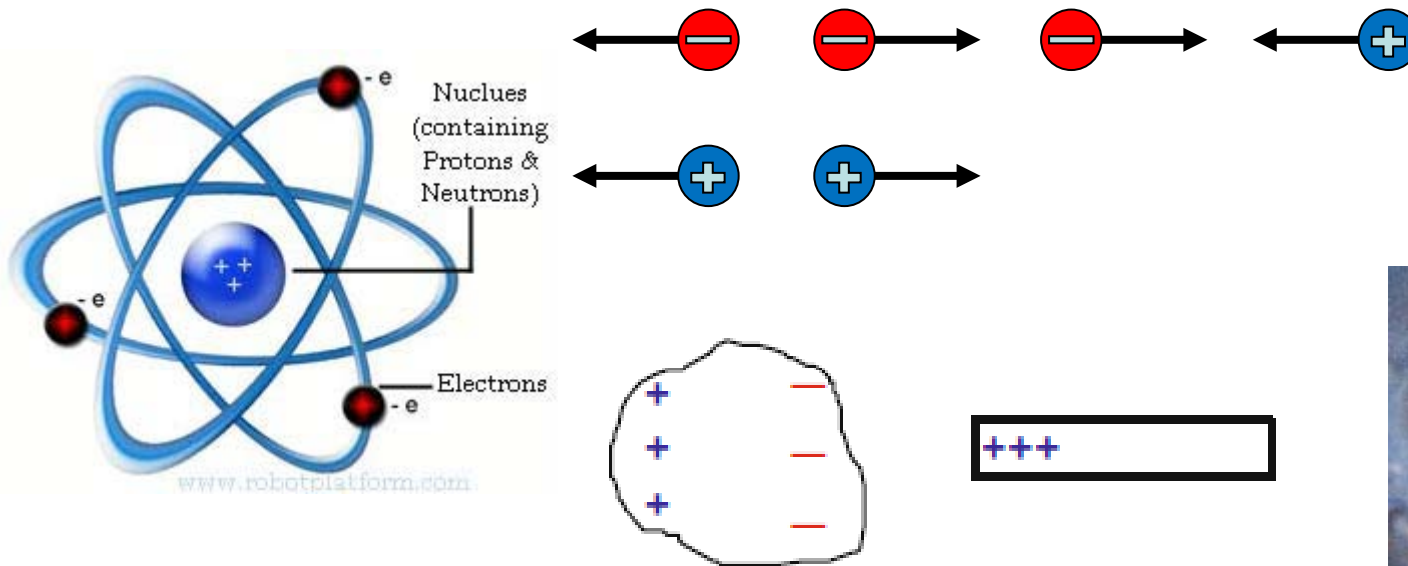 - e
Nuclues
(containing
Protons &
Neutrons)
- e
Electrons
- e
www.robotplatform.com
− − − +
+ +
+ + +
+ −
+ −
+ −
+++